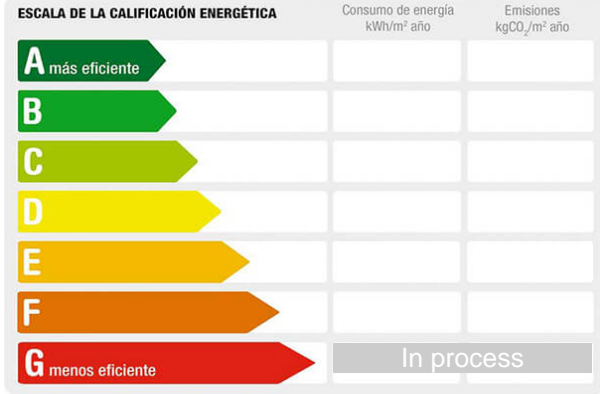 ESCALA DE LA CALIFICACIÓN ENERGÉTICA
Consumo de energía
kWh/m² año
Emisiones
kgCO₂/m² año
A más eficiente
B
C
D
E
F
G menos eficiente
In process